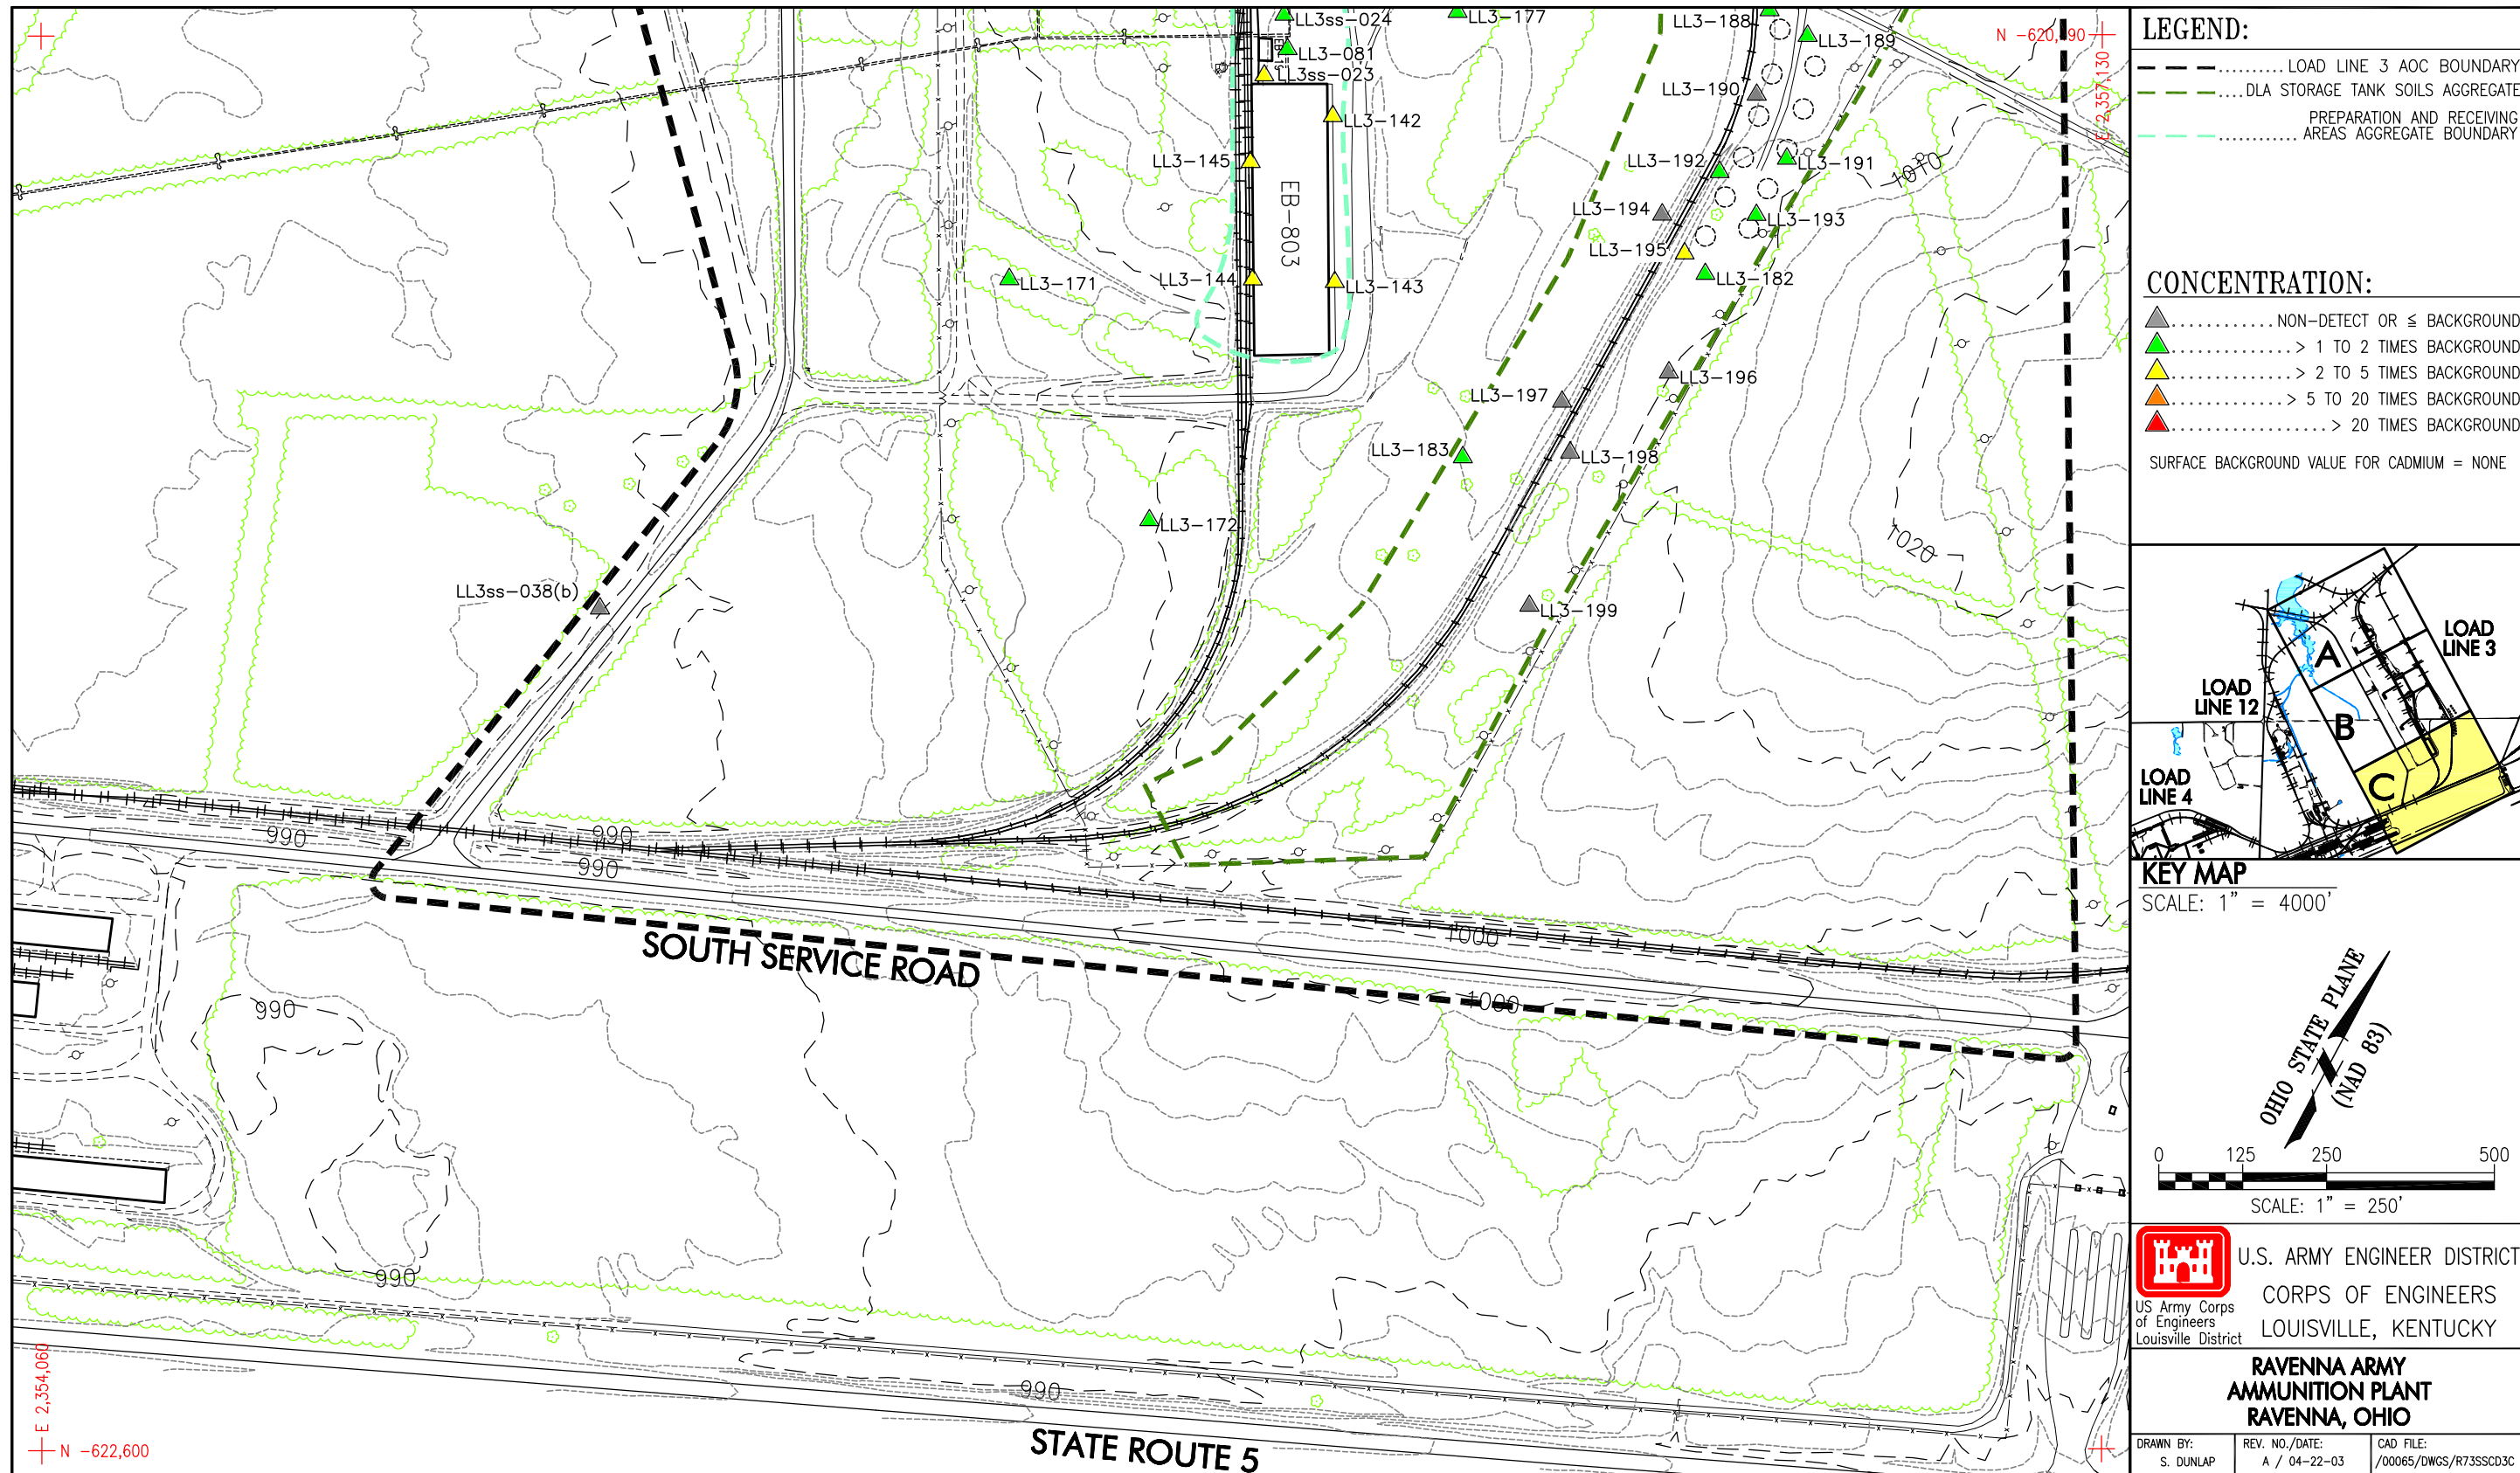 LL3ss-024
LL3-177
LL3-188
LL3-189
N -620,190
E 2,357,130
LL3-081
LL3ss-023
LL3-190
LL3-142
LL3-145
LL3-192
LL3-191
1010
EB-803
LL3-194
LL3-193
LL3-195
LL3-171
LL3-144
LL3-143
LL3-182
LL3-196
LL3-197
LL3-183
LL3-198
LL3-172
1020
LL3ss-038(b)
LL3-199
990
990
990
SOUTH SERVICE ROAD
1000
1000
990
990
990
STATE ROUTE 5
E 2,354,060
N -622,600
LEGEND:
.......... LOAD LINE 3 AOC BOUNDARY
....DLA STORAGE TANK SOILS AGGREGATE
PREPARATION AND RECEIVING
............ AREAS AGGREGATE BOUNDARY
CONCENTRATION:
............NON-DETECT OR ≤ BACKGROUND
..............> 1 TO 2 TIMES BACKGROUND
..............> 2 TO 5 TIMES BACKGROUND
.............> 5 TO 20 TIMES BACKGROUND
..................> 20 TIMES BACKGROUND
SURFACE BACKGROUND VALUE FOR CADMIUM = NONE
LOAD
LINE 3
A
LOAD
LINE 12
B
LOAD
LINE 4
C
KEY MAP
SCALE: 1" = 4000'
OHIO STATE PLANE
(NAD 83)
0 125 250 500
SCALE: 1" = 250'
U.S. ARMY ENGINEER DISTRICT
CORPS OF ENGINEERS
LOUISVILLE, KENTUCKY
US Army Corps
of Engineers
Louisville District
RAVENNA ARMY
AMMUNITION PLANT
RAVENNA, OHIO
DRAWN BY:
S. DUNLAP
REV. NO./DATE:
A / 04-22-03
CAD FILE:
/00065/DWGS/R73SSCD3C